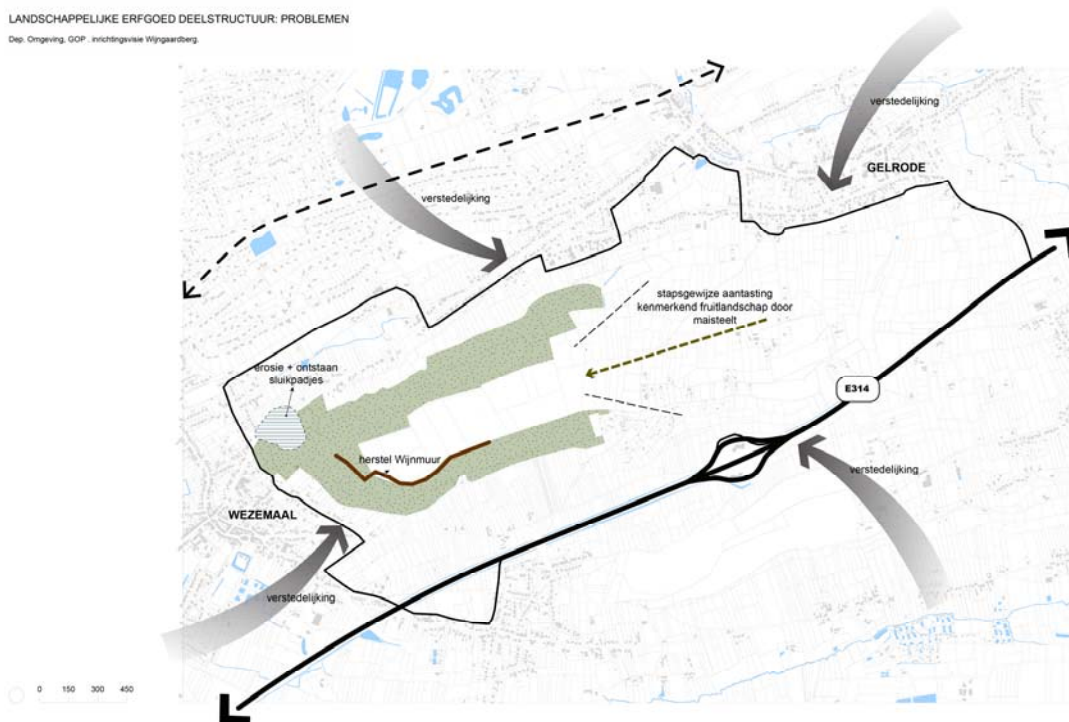 LANDSCHAPPELIJKE ERFGOED DEELSTRUCTUUR: PROBLEMEN
Dep. Omgeving, GOP . inrichtingsvisie Wijngaardberg.
verstedelijking
GELRODE
verstedelijking
stapsgewijze aantasting
kenmerkend fruitlandschap door
maisteelt
erosie + ontstaan
sluikpadjes
E314
herstel Wijnmuur
verstedelijking
WEZEMAAL
verstedelijking
0 150 300 450